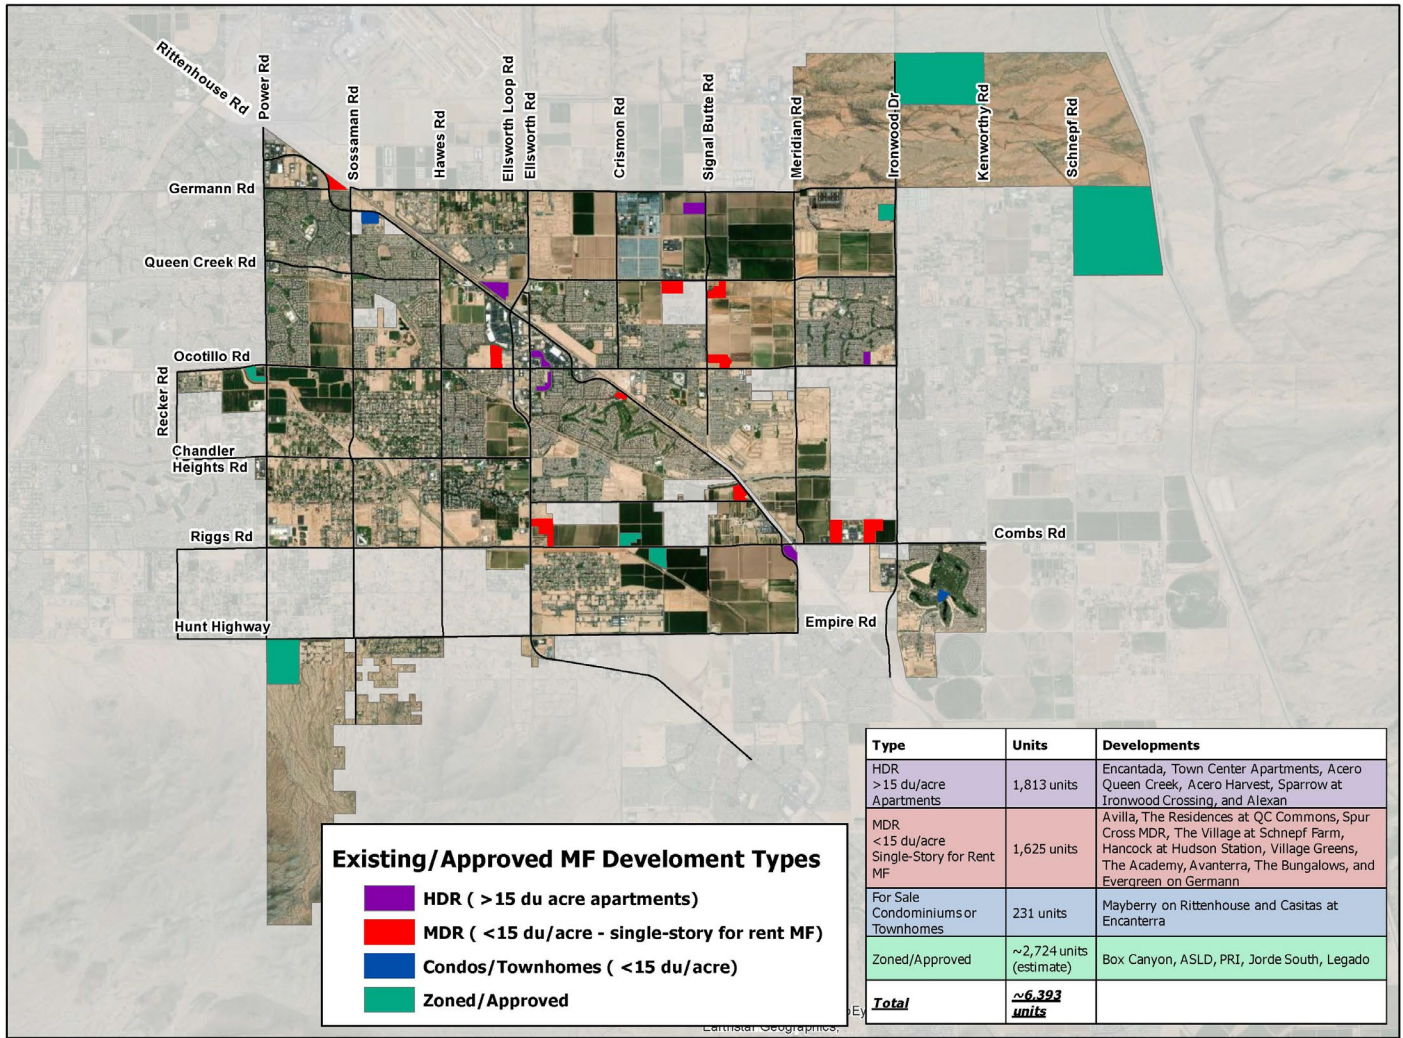 Rittenhouse Rd
Power Rd
Sossaman Rd
Hawes Rd
Ellsworth Loop Rd
Ellsworth Rd
Crismon Rd
Signal Butte Rd
Meridian Rd
Ironwood Dr
Kenworthy Rd
Schnepf Rd
Germann Rd
Queen Creek Rd
Ocotillo Rd
Recker Rd
Chandler
Heights Rd
Riggs Rd
Combs Rd
Hunt Highway
Empire Rd
Existing/Approved MF Develoment Types
HDR ( >15 du acre apartments)
MDR ( <15 du/acre - single-story for rent MF)
Condos/Townhomes ( <15 du/acre)
Zoned/Approved
Type Units Developments
HDR
>15 du/acre
Apartments
1,813 units
Encantada, Town Center Apartments, Acero
Queen Creek, Acero Harvest, Sparrow at
Ironwood Crossing, and Alexan
MDR
<15 du/acre
Single-Story for Rent
MF
1,625 units
Avilla, The Residences at QC Commons, Spur
Cross MDR, The Village at Schnepf Farm,
Hancock at Hudson Station, Village Greens,
The Academy, Avanterra, The Bungalows, and
Evergreen on Germann
For Sale
Condominiums or
Townhomes
231 units
Mayberry on Rittenhouse and Casitas at
Encanterra
Zoned/Approved
~2,724 units
(estimate)
Box Canyon, ASLD, PRI, Jorde South, Legado
Total
~6,393
units
Earthstar Geographics,